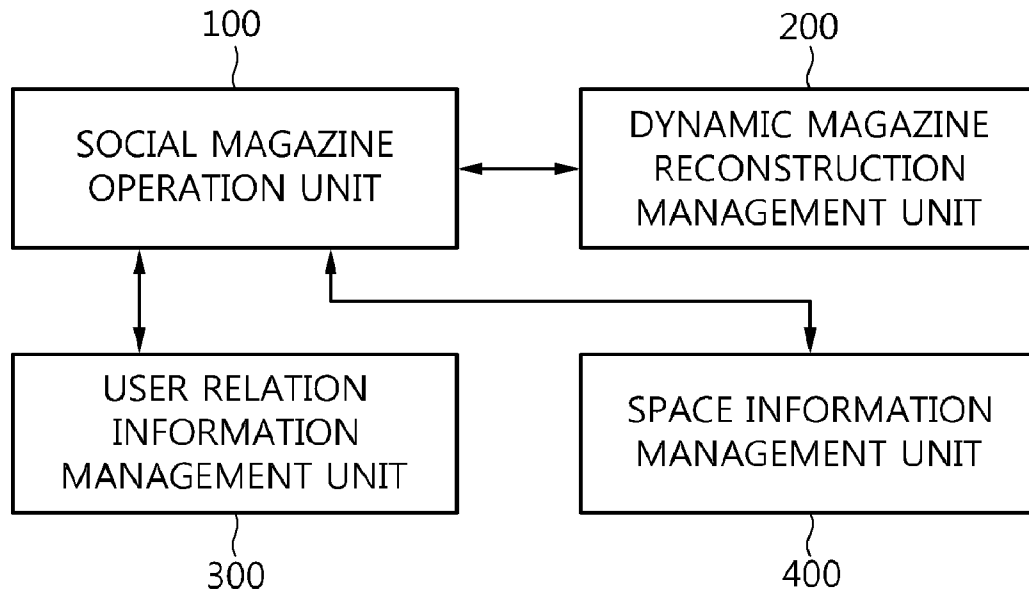 100
200
SOCIAL MAGAZINE
OPERATION UNIT
DYNAMIC MAGAZINE
RECONSTRUCTION
MANAGEMENT UNIT
USER RELATION
INFORMATION
MANAGEMENT UNIT
SPACE INFORMATION
MANAGEMENT UNIT
300
400